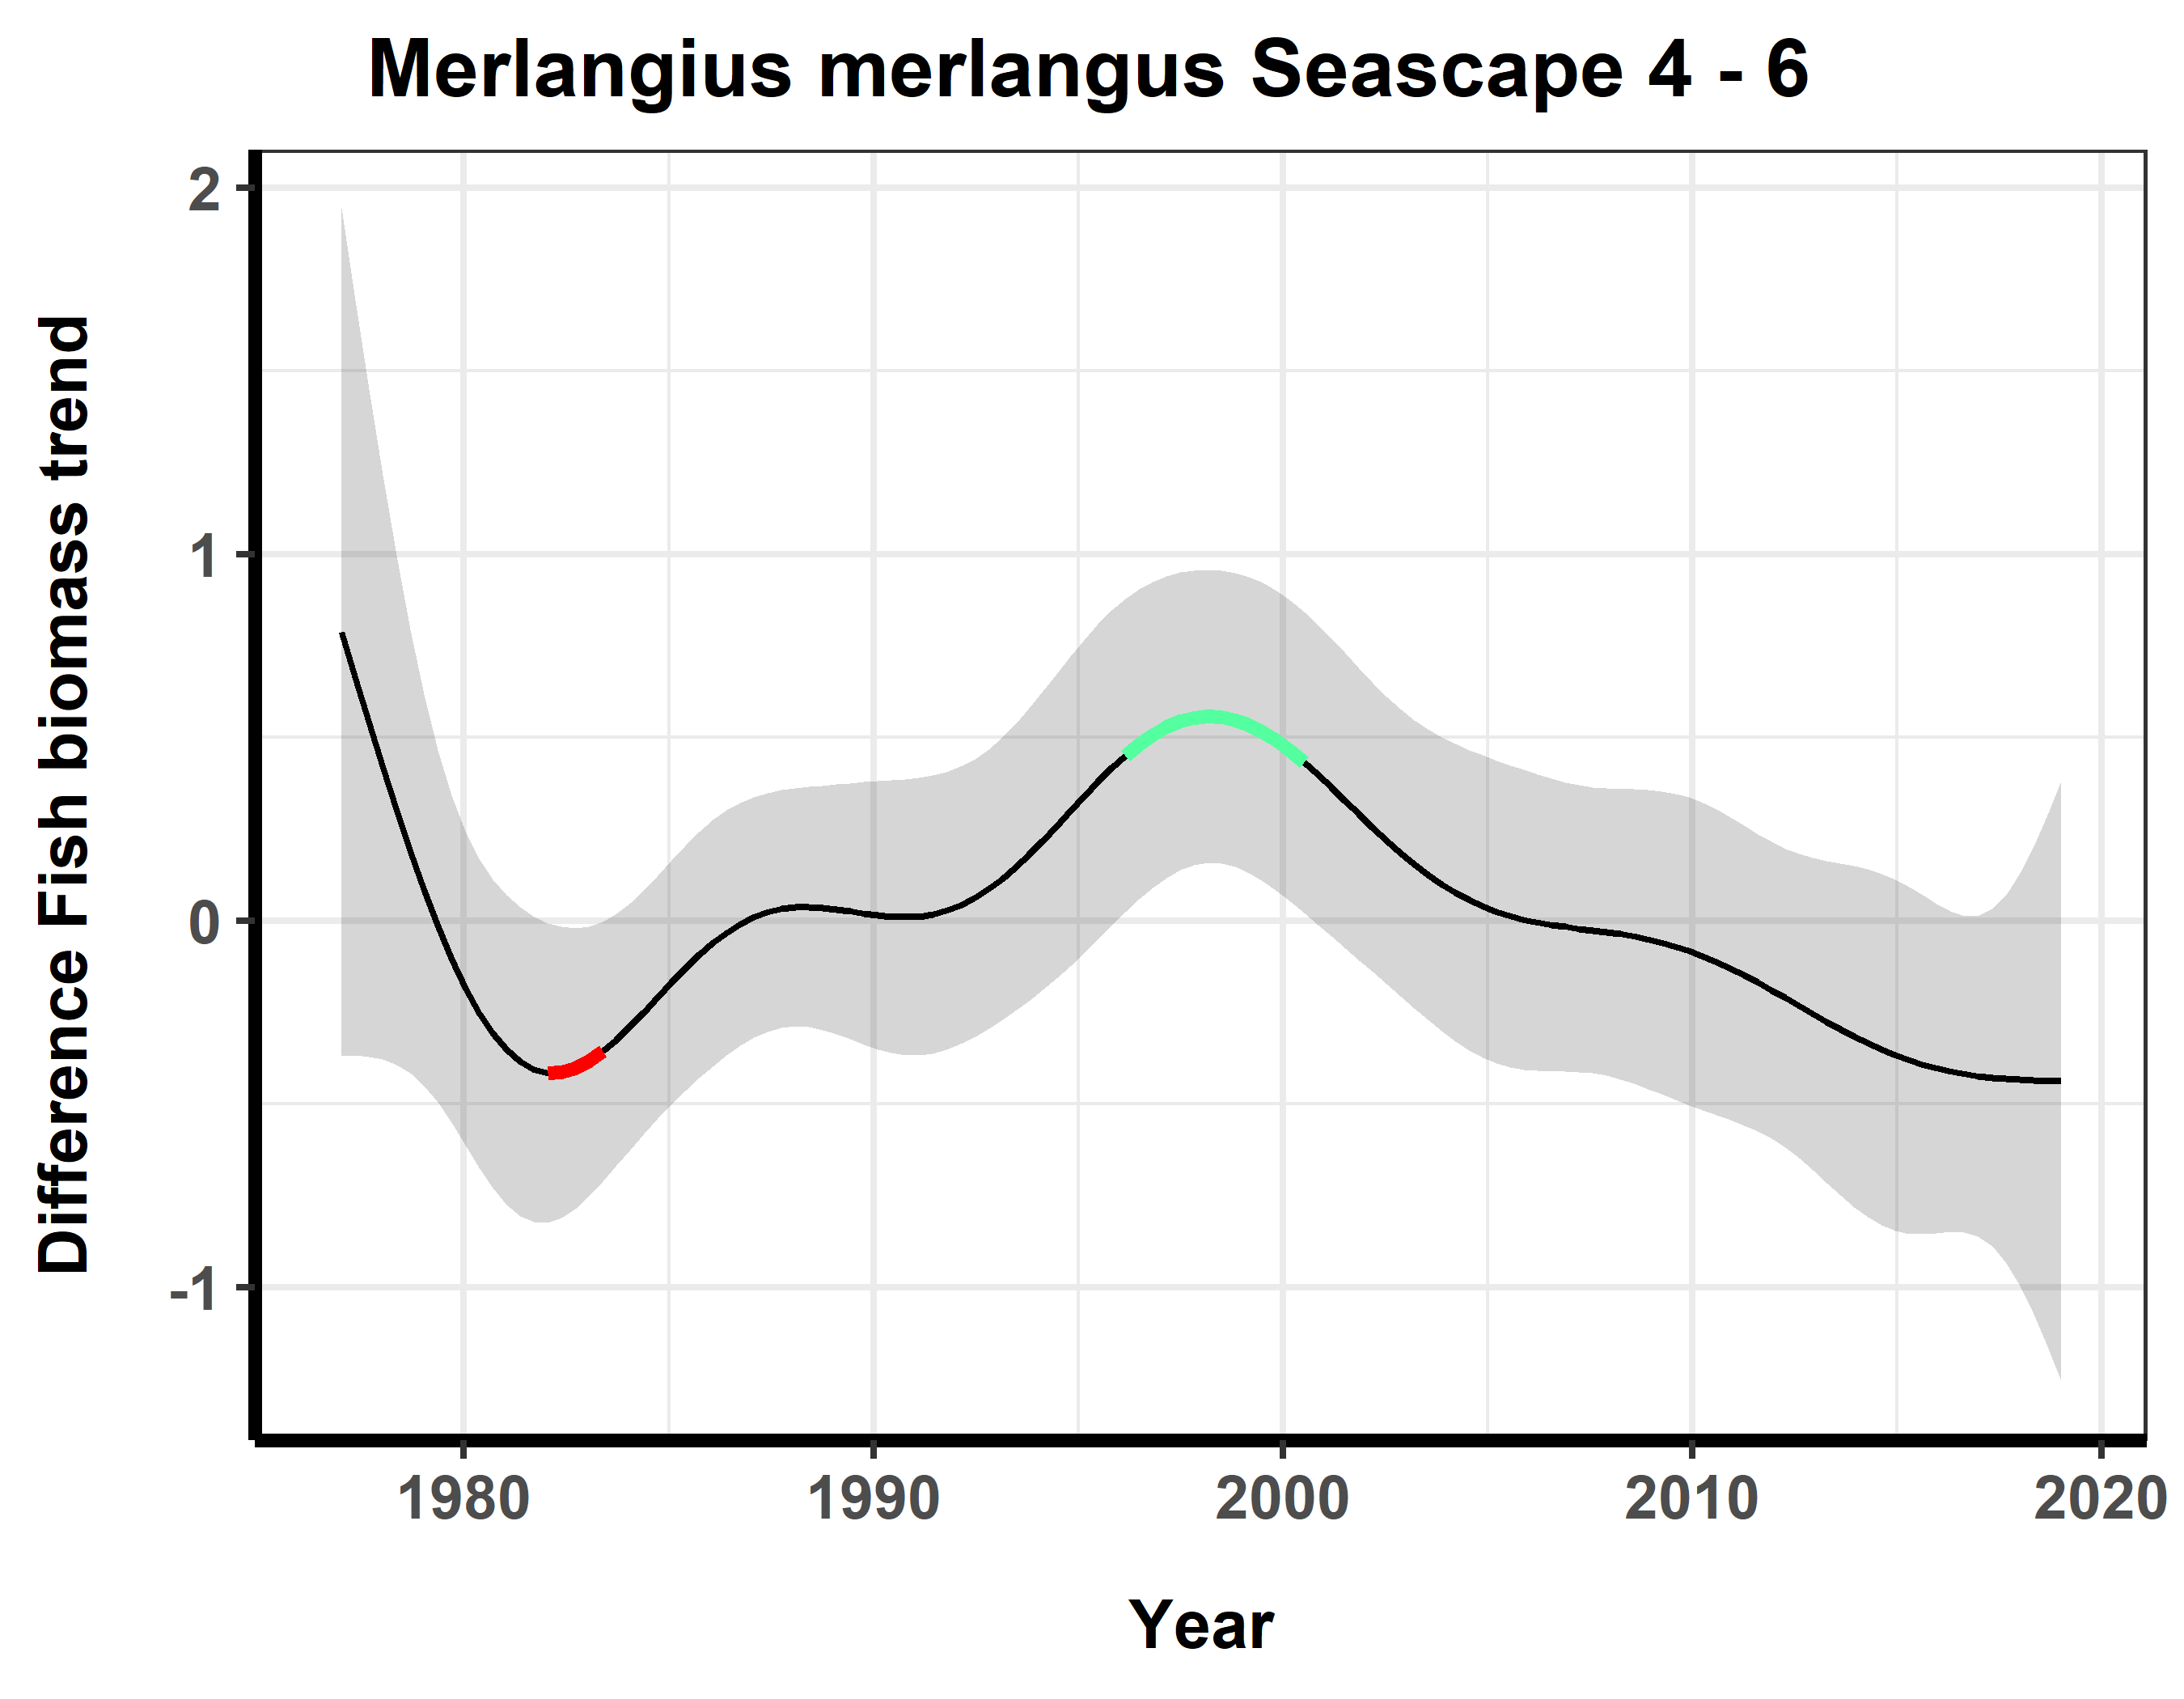 Merlangius merlangus Seascape 4 - 6
Difference Fish biomass trend
2
1
0
-1
1980 1990 2000 2010 2020
Year